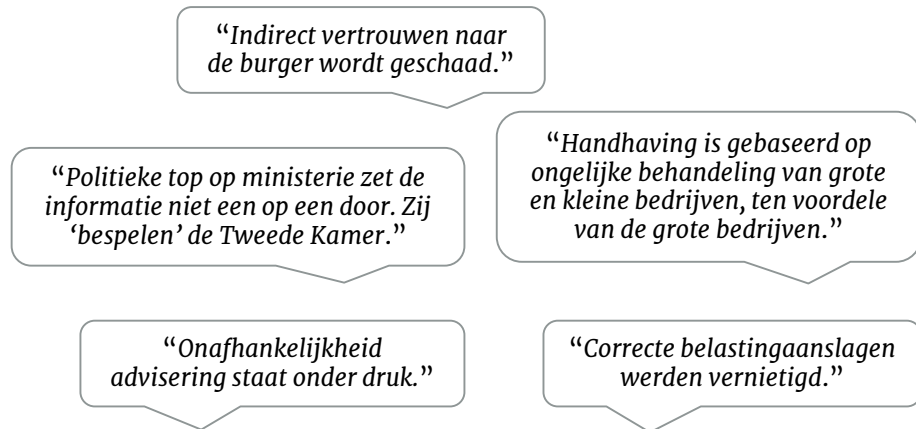 “Indirect vertrouwen naar
de burger wordt geschaad.”
“Handhaving is gebaseerd op
ongelijke behandeling van grote
en kleine bedrijven, ten voordele
van de grote bedrijven.”
“Politieke top op ministerie zet de
informatie niet een op een door. Zij
‘bespelen’ de Tweede Kamer.”
“Onafhankelijkheid
advisering staat onder druk.”
“Correcte belastingaanslagen
werden vernietigd.”